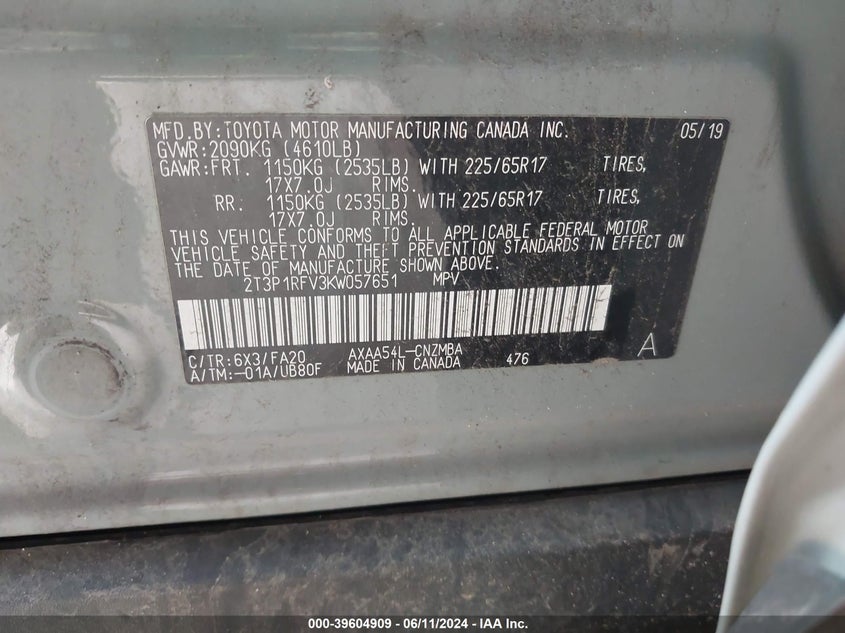 MFD.BY:TOYOTA MOTOR MANUFACTURING CANADA INC. 05/19
GVWR:2090KG (4610LB)
GAWR:FRT. 1150KG (2535LB) WITH 225/65R17 TIRES,
17X7.0J RIMS.
RR. 1150KG (2535LB) WITH 225/65R17 TIRES,
17X7.0J RIMS.
THIS VEHICLE CONFORMS TO ALL APPLICABLE FEDERAL MOTOR
VEHICLE SAFETY AND THEFT PREVENTION STANDARDS IN EFFECT ON
THE DATE OF MANUFACTURE SHOWN ABOVE.
2T3P1RFV3KW057651 MPV
C/TR:6X3/FA20 AXAA54L-CNZMBA 476 A
A/TM:-01A/UB80F MADE IN CANADA
000-39604909 - 06/11/2024 - IAA Inc.